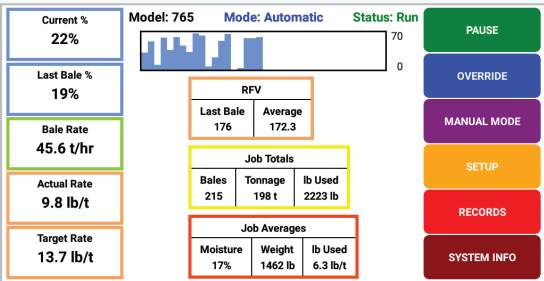 Model: 765 Mode: Automatic Status: Run
Current %
22%
Last Bale %
19%
Bale Rate
45.6 t/hr
Actual Rate
9.8 lb/t
Target Rate
13.7 lb/t
70
0
RFV
Last Bale Average
176 172.3
Job Totals
Bales Tonnage lb Used
215 198 t 2223 lb
Job Averages
Moisture Weight lb Used
17% 1462 lb 6.3 lb/t
PAUSE
OVERRIDE
MANUAL MODE
SETUP
RECORDS
SYSTEM INFO